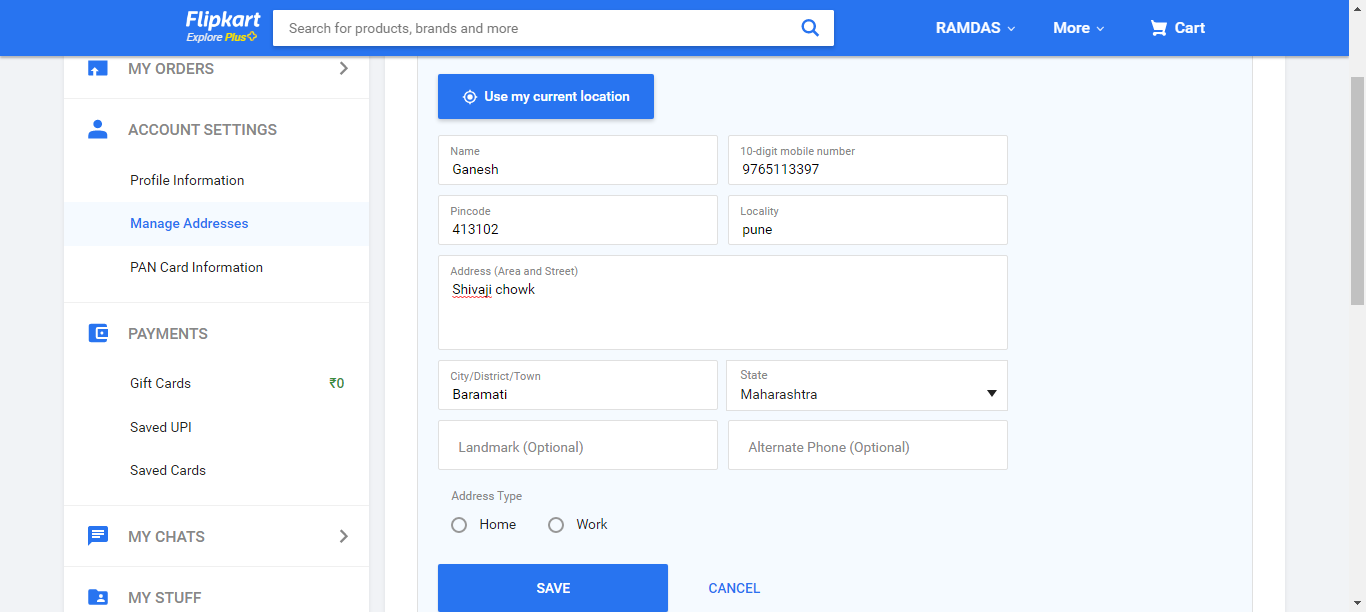 Flipkart
Explore Plus
Search for products, brands and more
RAMDAS
More
Cart
MY ORDERS
ACCOUNT SETTINGS
Profile Information
Manage Addresses
PAN Card Information
PAYMENTS
Gift Cards ₹0
Saved UPI
Saved Cards
MY CHATS
MY STUFF
Use my current location
Name
Ganesh
10-digit mobile number
9765113397
Pincode
413102
Locality
pune
Address (Area and Street)
Shivaji chowk
City/District/Town
Baramati
State
Maharashtra
Landmark (Optional)
Alternate Phone (Optional)
Address Type
Home
Work
SAVE
CANCEL